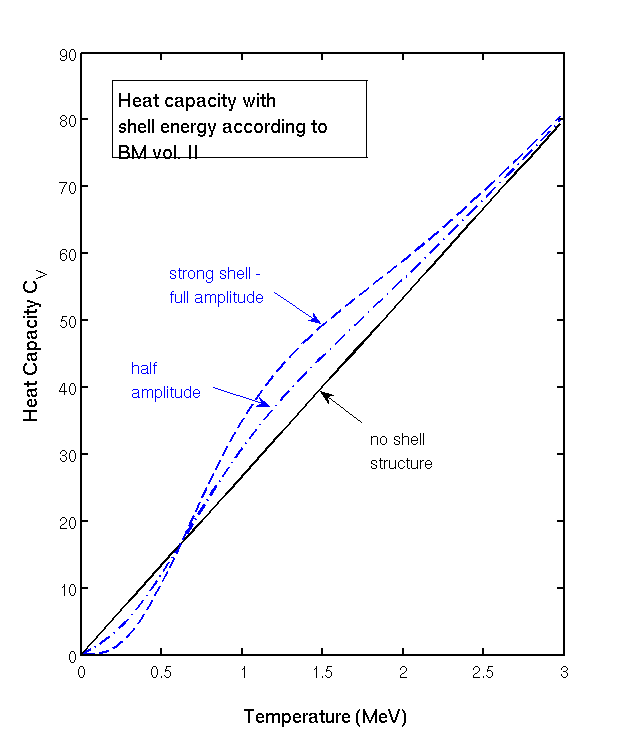 90
80
70
60
50
40
30
20
10
0
Heat Capacity C_V
Heat capacity with
shell energy according to
BM vol. II
strong shell -
full amplitude
half
amplitude
no shell
structure
0 0.5 1 1.5 2 2.5 3
Temperature (MeV)